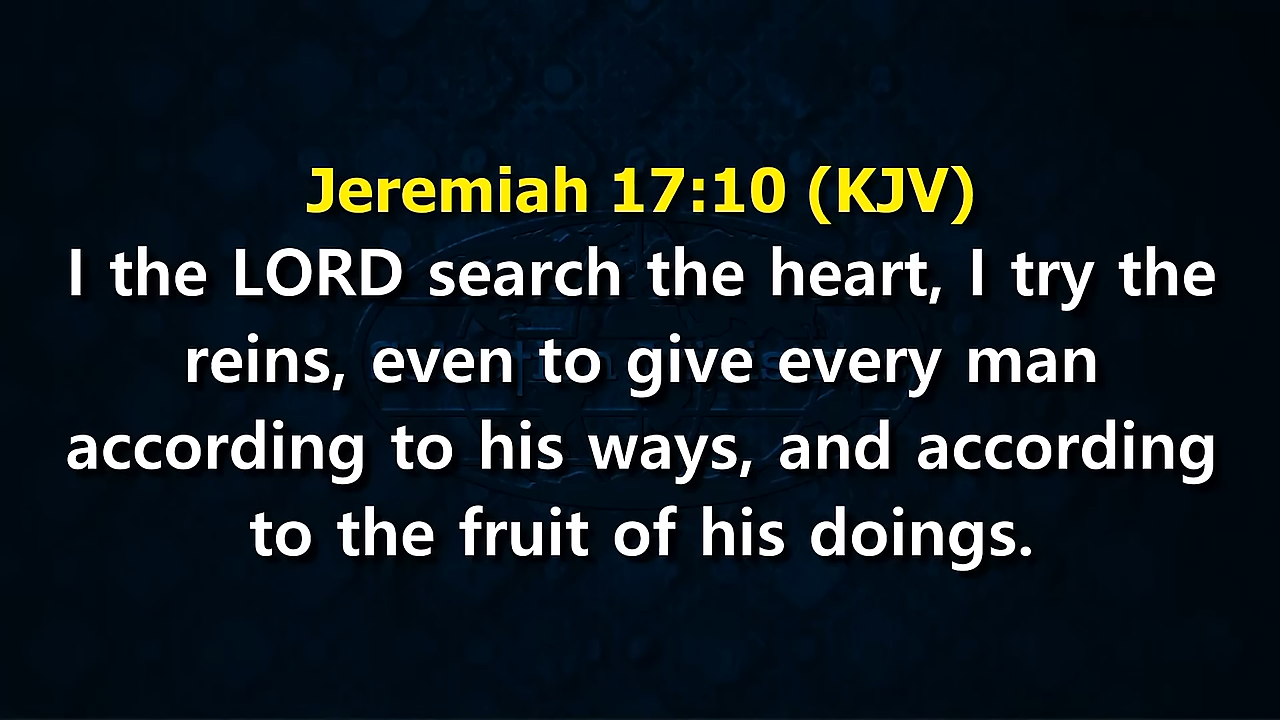 Jeremiah 17:10 (KJV)
I the LORD search the heart, I try the
reins, even to give every man
according to his ways, and according
to the fruit of his doings.